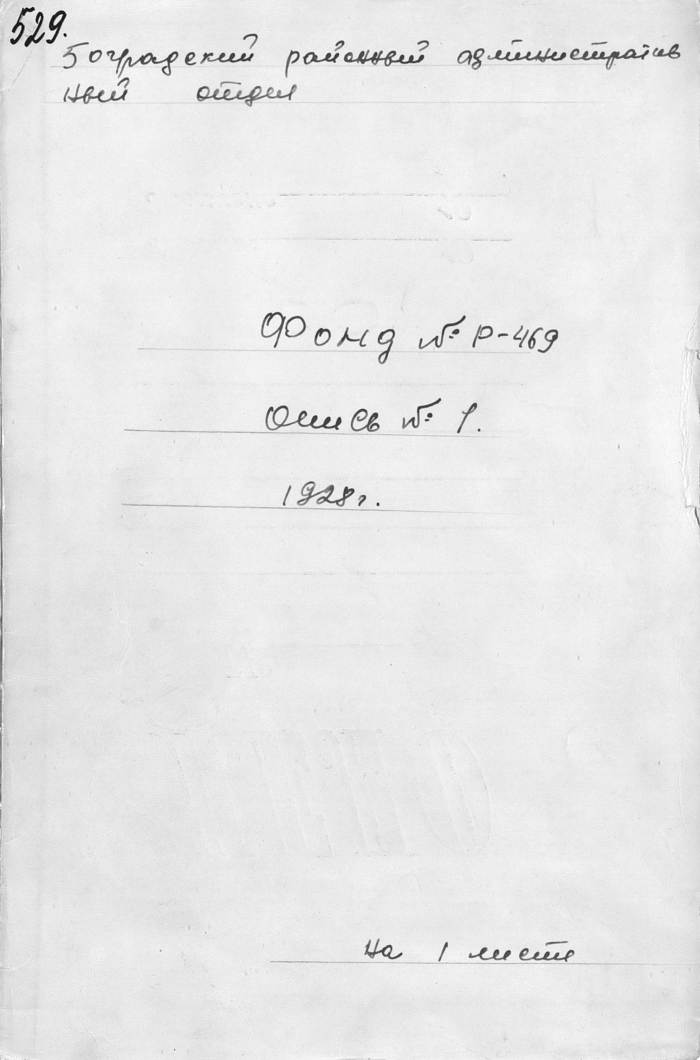 529.
Боградский районный административ
ный отдел
Фонд № Р-469
Опись № 1.
1928 г.
на 1 листе